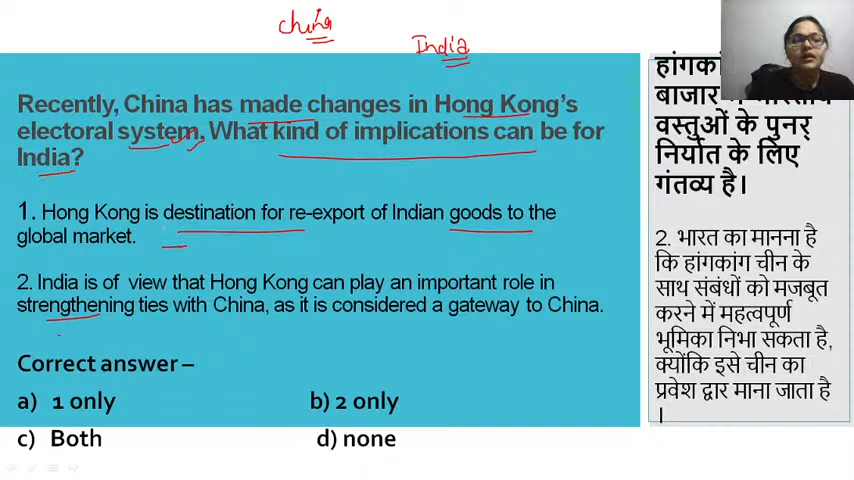 China
India
Recently, China has made changes in Hong Kong's
electoral system. What kind of implications can be for
India?
1. Hong Kong is destination for re-export of Indian goods to the
global market.
2. India is of view that Hong Kong can play an important role in
strengthening ties with China, as it is considered a gateway to China.
Correct answer –
a) 1 only b) 2 only
c) Both d) none
बाजार
वस्तुओं के पुनर्
निर्यात के लिए
गंतव्य है।
2. भारत का मानना है
कि हांगकांग चीन के
साथ संबंधों को मजबूत
करने में महत्वपूर्ण
भूमिका निभा सकता है,
क्योंकि इसे चीन का
प्रवेश द्वार माना जाता है
।